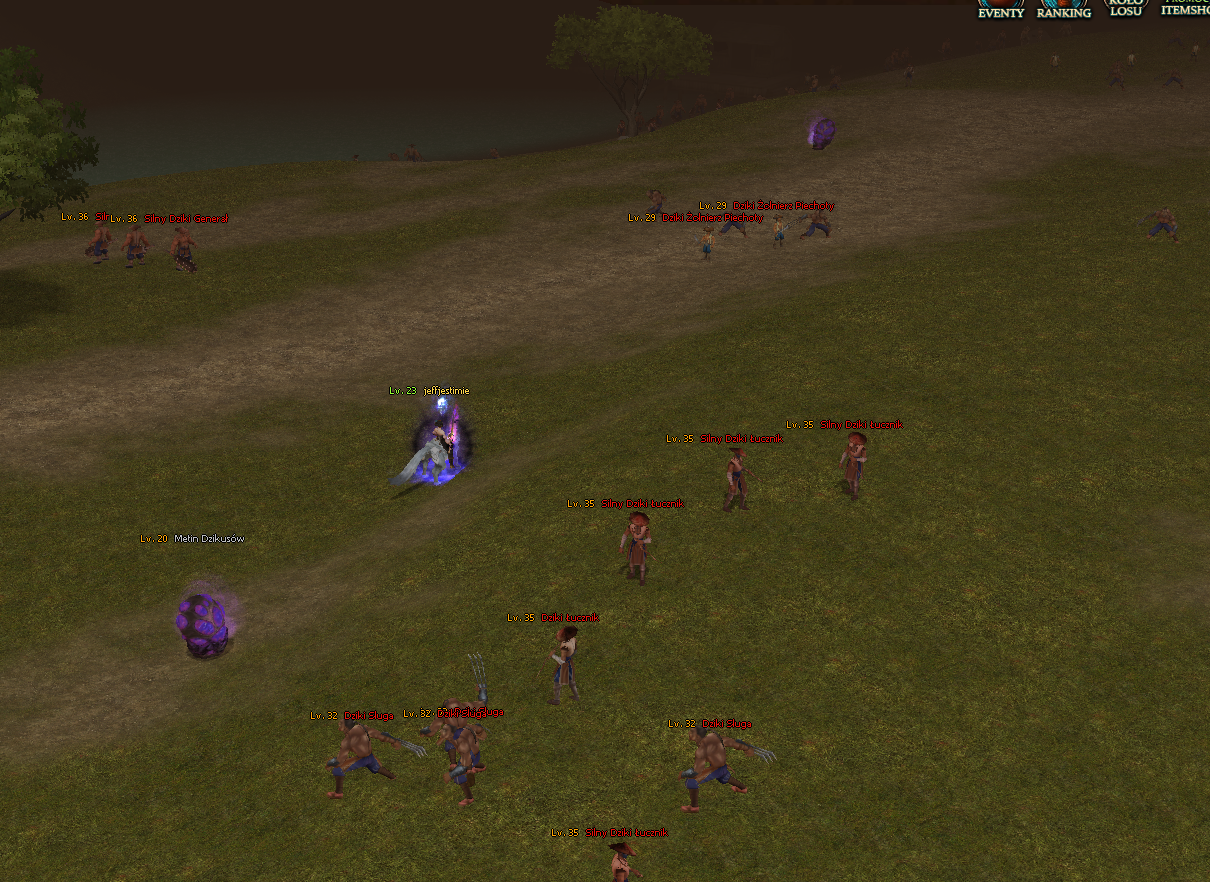 EVENTY
RANKING
KOŁO
LOSU
ITEMSH
Lv. 29 Dziki Żołnierz Piechoty
Lv. 36
Lv. 36 Silny Dziki Generał
Lv. 29 Dziki Żołnierz Piechoty
Lv. 23 jeffjestimie
Lv. 35 Silny Dziki Łucznik
Lv. 35 Silny Dziki Łucznik
Lv. 35 Silny Dziki Łucznik
Lv. 20 Metin Dzikusów
Lv. 35 Dziki Łucznik
Lv. 32 Dziki Sługa
Lv. 32 Sługa
Lv. 32 Dziki Sługa
Lv. 35 Silny Dziki Łucznik